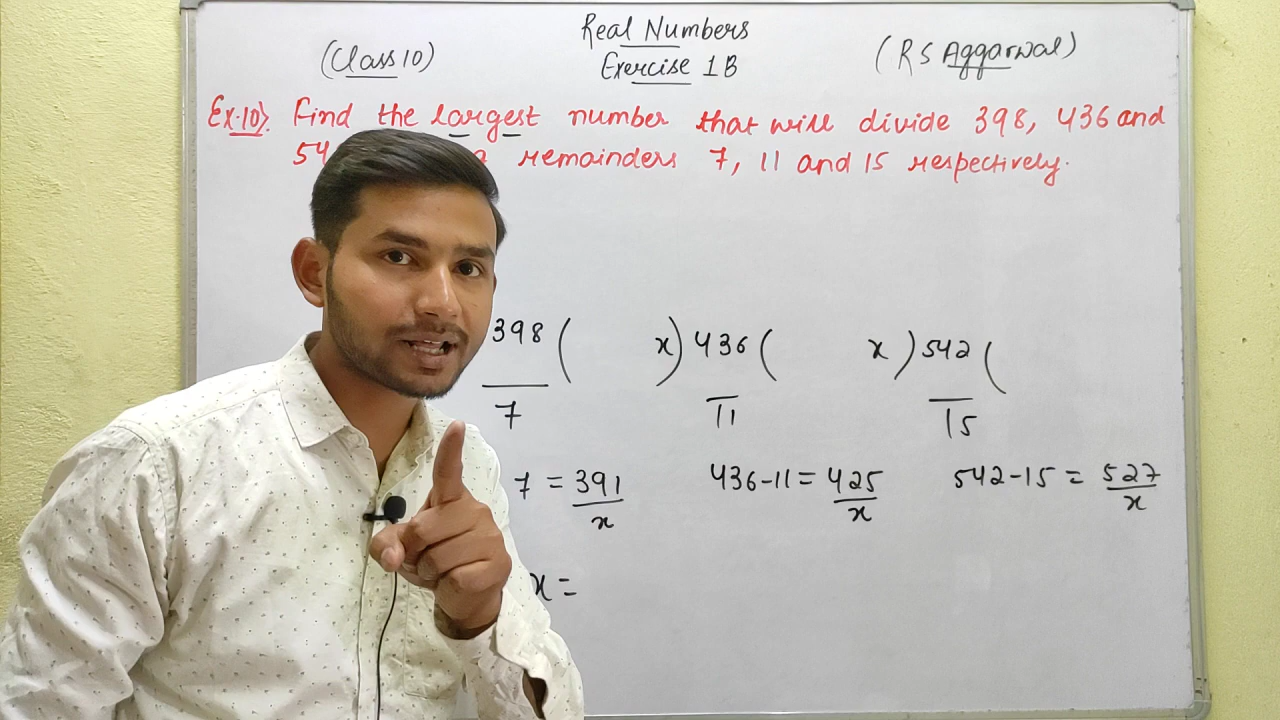 Real Numbers
(Class 10) Exercise 1B (RS Aggarwal)
Ex.10). Find the largest number that will divide 398, 436 and
54 remainders 7, 11 and 15 respectively.
398( x)436( x)542(
7 11 15
7 = 391/x 436-11 = 425/x 542-15 = 527/x
x =